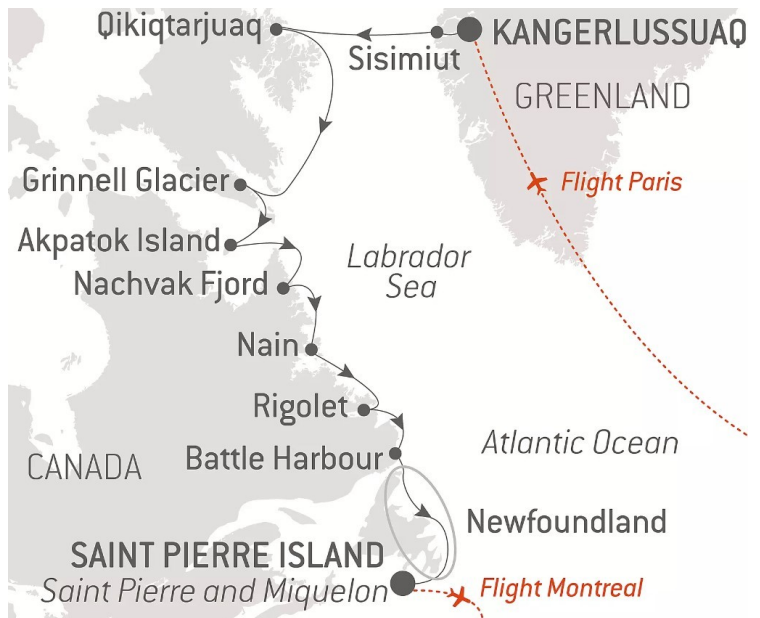 Qikiqtarjuaq
KANGERLUSSUAQ
Sisimiut
GREENLAND
Grinnell Glacier
Flight Paris
Akpatok Island
Labrador
Sea
Nachvak Fjord
Nain
Rigolet
Atlantic Ocean
Battle Harbour
CANADA
Newfoundland
SAINT PIERRE ISLAND
Saint Pierre and Miquelon
Flight Montreal